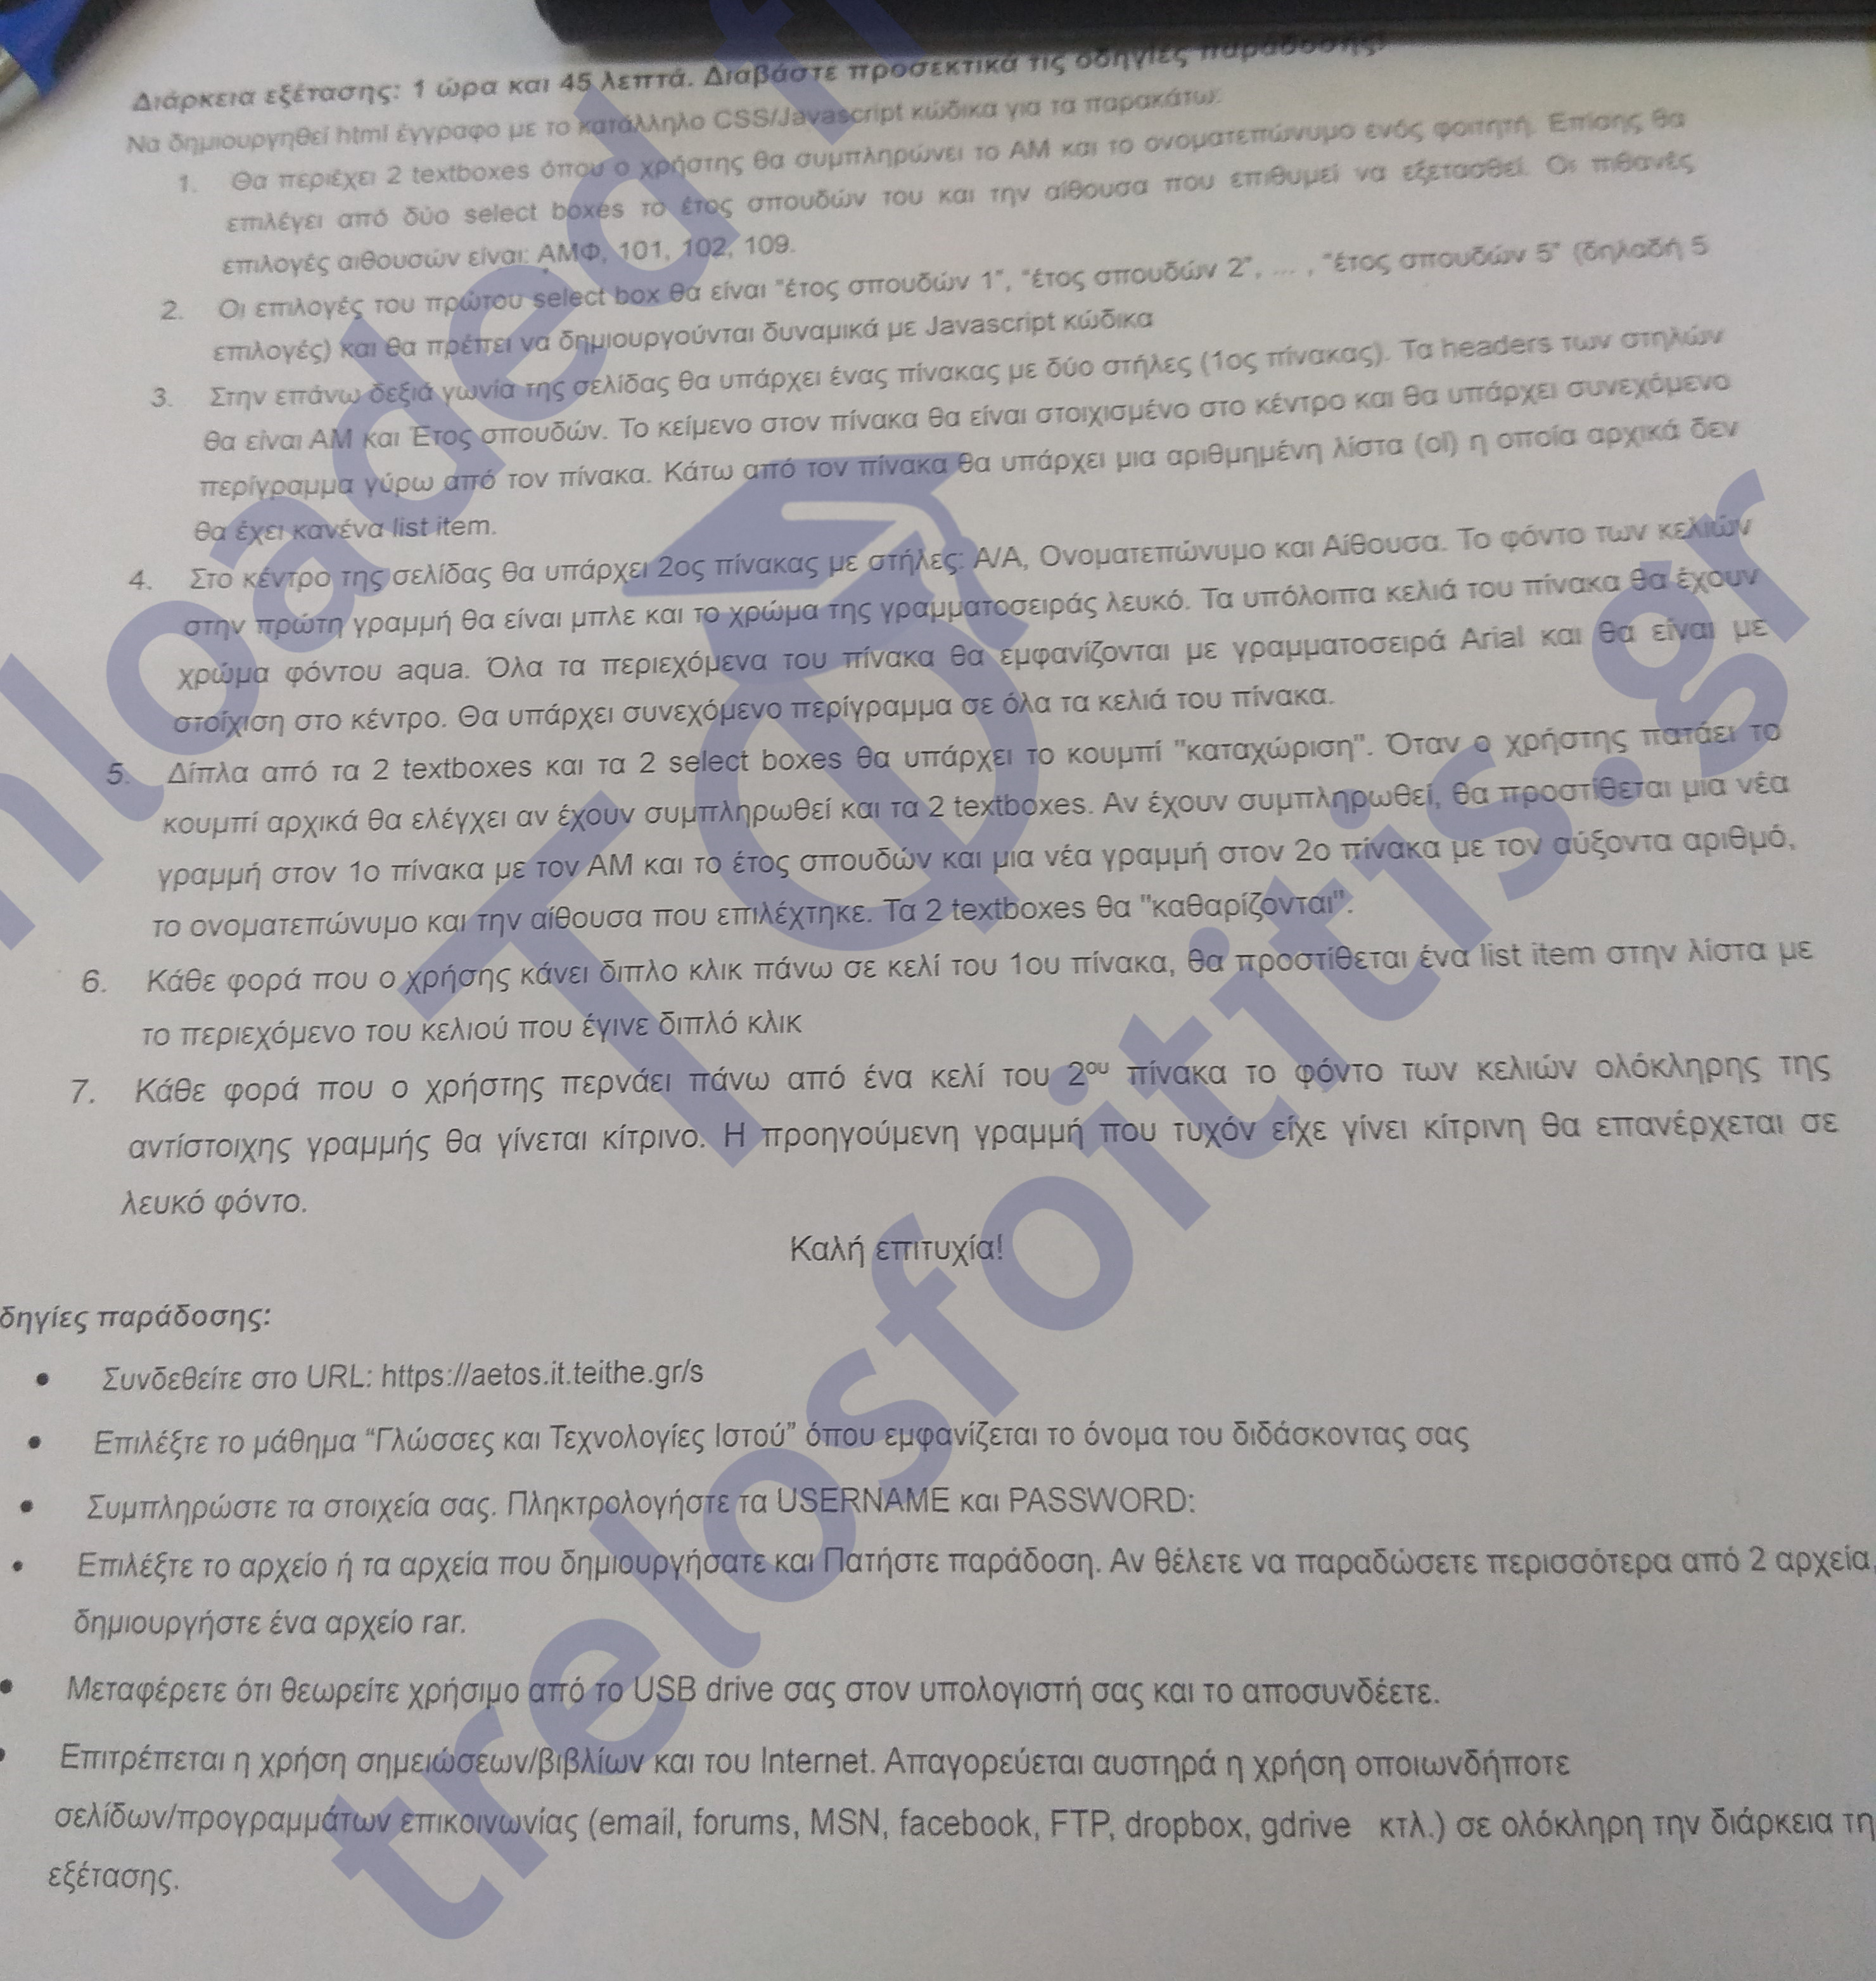 Διάρκεια εξέτασης: 1 ώρα και 45 λεπτά. Διαβάστε προσεκτικά τις οδηγίες παράδοσης!
Να δημιουργηθεί html έγγραφο με το κατάλληλο CSS/Javascript κώδικα για τα παρακάτω:
1. Θα περιέχει 2 textboxes όπου ο χρήστης θα συμπληρώνει το ΑΜ και το ονοματεπώνυμο ενός φοιτητή. Επίσης θα
επιλέγει από δύο select boxes το έτος σπουδών του και την αίθουσα που επιθυμεί να εξετασθεί. Οι πιθανές
επιλογές αιθουσών είναι: ΑΜΦ, 101, 102, 109.
2. Οι επιλογές του πρώτου select box θα είναι "έτος σπουδών 1", "έτος σπουδών 2", ... , "έτος σπουδών 5" (δηλαδή 5
επιλογές) και θα πρέπει να δημιουργούνται δυναμικά με Javascript κώδικα
3. Στην επάνω δεξιά γωνία της σελίδας θα υπάρχει ένας πίνακας με δύο στήλες (1ος πίνακας). Τα headers των στηλών
θα είναι ΑΜ και Έτος σπουδών. Το κείμενο στον πίνακα θα είναι στοιχισμένο στο κέντρο και θα υπάρχει συνεχόμενο
περίγραμμα γύρω από τον πίνακα. Κάτω από τον πίνακα θα υπάρχει μια αριθμημένη λίστα (ol) η οποία αρχικά δεν
θα έχει κανένα list item.
4. Στο κέντρο της σελίδας θα υπάρχει 2ος πίνακας με στήλες: Α/Α, Ονοματεπώνυμο και Αίθουσα. Το φόντο των κελιών
στην πρώτη γραμμή θα είναι μπλε και το χρώμα της γραμματοσειράς λευκό. Τα υπόλοιπα κελιά του πίνακα θα έχουν
χρώμα φόντου aqua. Όλα τα περιεχόμενα του πίνακα θα εμφανίζονται με γραμματοσειρά Arial και θα είναι με
στοίχιση στο κέντρο. Θα υπάρχει συνεχόμενο περίγραμμα σε όλα τα κελιά του πίνακα.
5. Δίπλα από τα 2 textboxes και τα 2 select boxes θα υπάρχει το κουμπί "καταχώριση". Όταν ο χρήστης πατάει το
κουμπί αρχικά θα ελέγχει αν έχουν συμπληρωθεί και τα 2 textboxes. Αν έχουν συμπληρωθεί, θα προστίθεται μια νέα
γραμμή στον 1ο πίνακα με τον ΑΜ και το έτος σπουδών και μια νέα γραμμή στον 2ο πίνακα με τον αύξοντα αριθμό,
το ονοματεπώνυμο και την αίθουσα που επιλέχτηκε. Τα 2 textboxes θα "καθαρίζονται".
6. Κάθε φορά που ο χρήσης κάνει διπλο κλικ πάνω σε κελί του 1ου πίνακα, θα προστίθεται ένα list item στην λίστα με
το περιεχόμενο του κελιού που έγινε διπλό κλικ
7. Κάθε φορά που ο χρήστης περνάει πάνω από ένα κελί του 2ου πίνακα το φόντο των κελιών ολόκληρης της
αντίστοιχης γραμμής θα γίνεται κίτρινο. Η προηγούμενη γραμμή που τυχόν είχε γίνει κίτρινη θα επανέρχεται σε
λευκό φόντο.
Καλή επιτυχία!
δηγίες παράδοσης:
• Συνδεθείτε στο URL: https://aetos.it.teithe.gr/s
• Επιλέξτε το μάθημα “Γλώσσες και Τεχνολογίες Ιστού” όπου εμφανίζεται το όνομα του διδάσκοντας σας
• Συμπληρώστε τα στοιχεία σας. Πληκτρολογήστε τα USERNAME και PASSWORD:
• Επιλέξτε το αρχείο ή τα αρχεία που δημιουργήσατε και Πατήστε παράδοση. Αν θέλετε να παραδώσετε περισσότερα από 2 αρχεία,
δημιουργήστε ένα αρχείο rar.
• Μεταφέρετε ότι θεωρείτε χρήσιμο από το USB drive σας στον υπολογιστή σας και το αποσυνδέετε.
• Επιτρέπεται η χρήση σημειώσεων/βιβλίων και του Internet. Απαγορεύεται αυστηρά η χρήση οποιωνδήποτε
σελίδων/προγραμμάτων επικοινωνίας (email, forums, MSN, facebook, FTP, dropbox, gdrive κτλ.) σε ολόκληρη την διάρκεια τη
εξέτασης.
nloaded f
trelosfoititis.gr